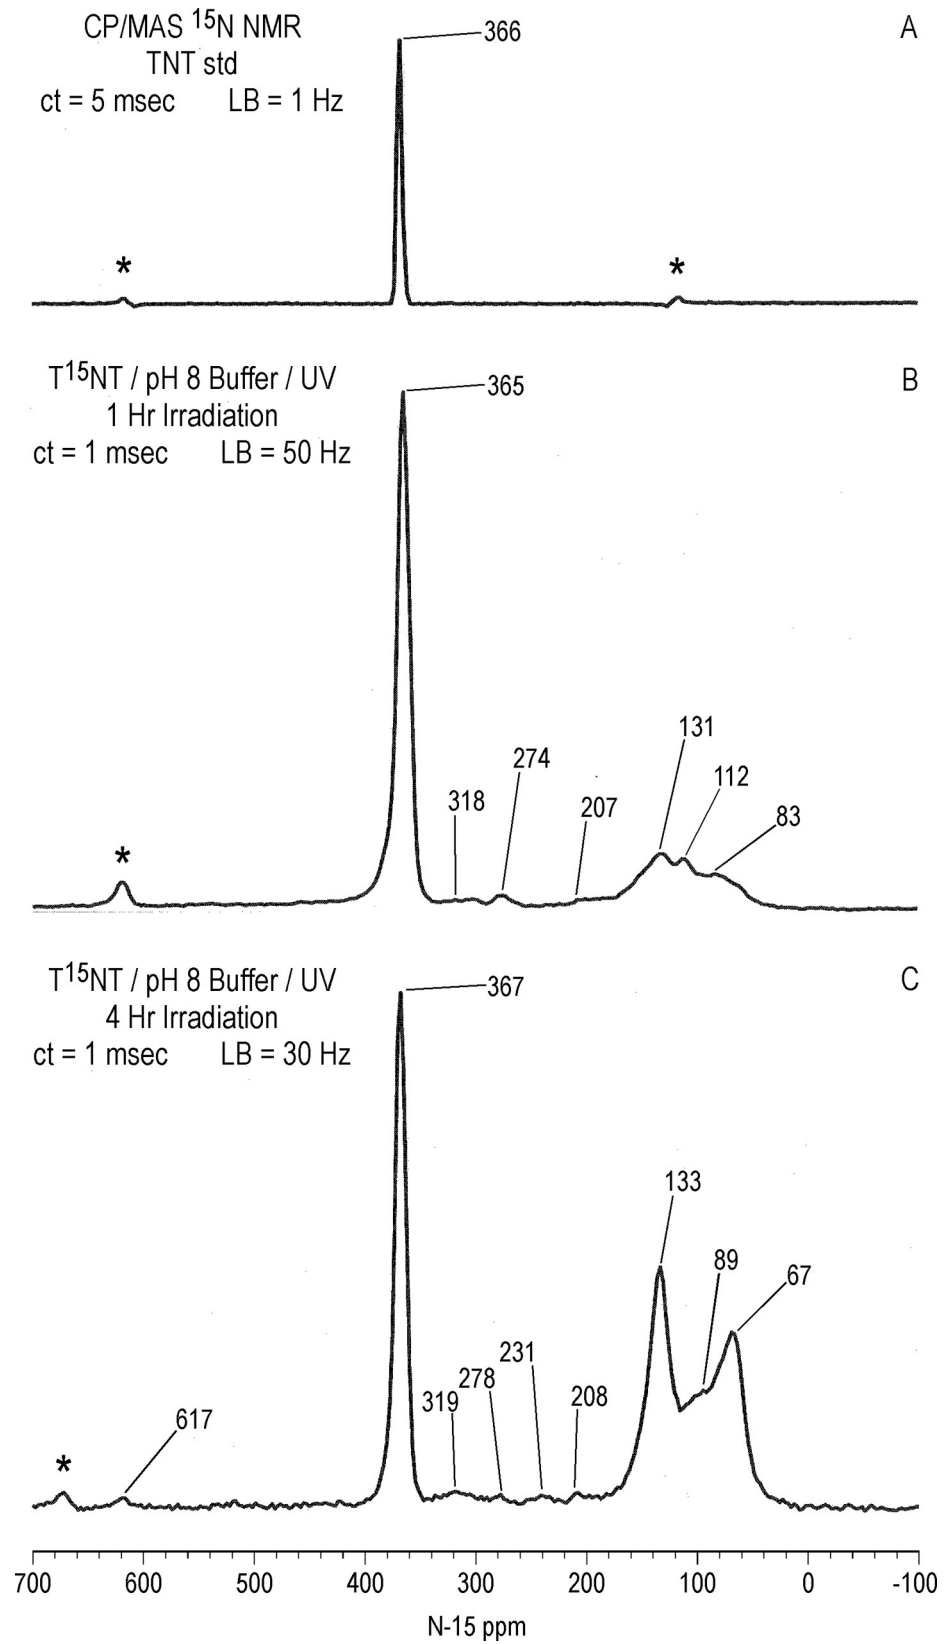 CP/MAS 15N NMR
A
366
TNT std
ct = 5 msec LB = 1 Hz
* *
T15NT / pH 8 Buffer / UV
B
365
1 Hr Irradiation
ct = 1 msec LB = 50 Hz
131
274
112
318
207
83
*
T15NT / pH 8 Buffer / UV
C
367
4 Hr Irradiation
ct = 1 msec LB = 30 Hz
133
89
67
231
278
319
208
617
*
700 600 500 400 300 200 100 0 -100
N-15 ppm